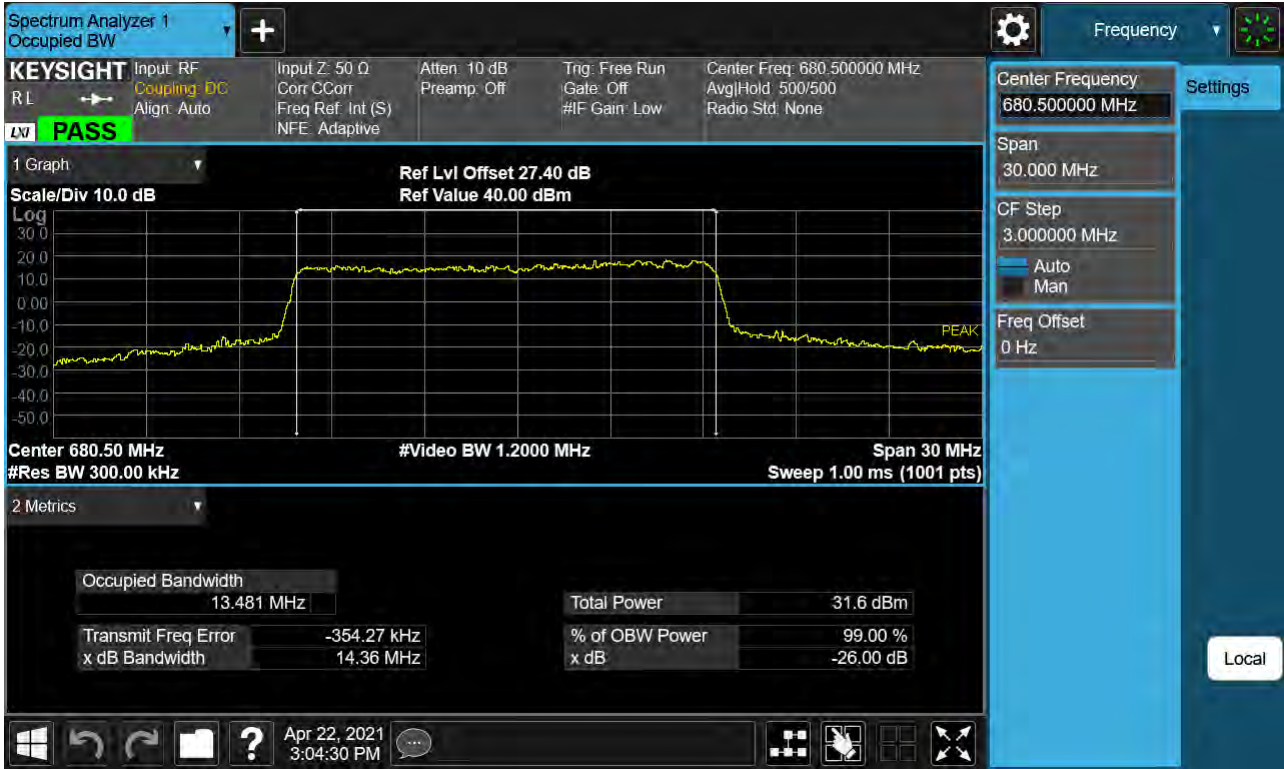 Spectrum Analyzer 1
Occupied BW
Frequency
KEYSIGHT
RL
LXI
PASS
Input: RF
Coupling: DC
Align: Auto
Input Z: 50 Ω
Corr CCorr
Freq Ref: Int (S)
NFE: Adaptive
Atten: 10 dB
Preamp: Off
Trig: Free Run
Gate: Off
#IF Gain: Low
Center Freq: 680.500000 MHz
Avg|Hold: 500/500
Radio Std: None
Center Frequency
680.500000 MHz
Settings
Span
30.000 MHz
CF Step
3.000000 MHz
Auto
Man
Freq Offset
0 Hz
Local
1 Graph
Scale/Div 10.0 dB
Ref Lvl Offset 27.40 dB
Ref Value 40.00 dBm
Log
30.0
20.0
10.0
0.00
-10.0
-20.0
-30.0
-40.0
-50.0
PEAK
Center 680.50 MHz
#Video BW 1.2000 MHz
Span 30 MHz
#Res BW 300.00 kHz
Sweep 1.00 ms (1001 pts)
2 Metrics
Occupied Bandwidth
13.481 MHz
Total Power 31.6 dBm
Transmit Freq Error -354.27 kHz
% of OBW Power 99.00 %
x dB Bandwidth 14.36 MHz
x dB -26.00 dB
?
Apr 22, 2021
3:04:30 PM